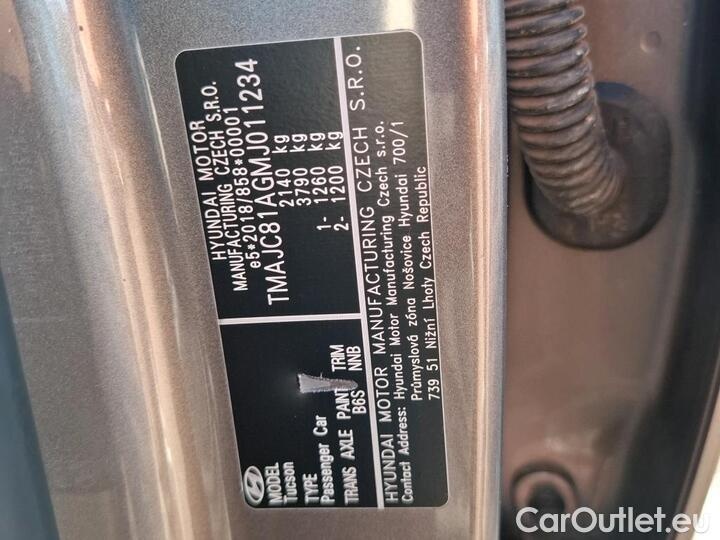 HYUNDAI MOTOR
MANUFACTURING CZECH S.R.O.
e5*2018/858*00001
TMAJC81AGMJ011234
2140 kg
3790 kg
1- 1260 kg
2- 1200 kg
MODEL
Tucson
TYPE
Passenger Car
TRANS AXLE PAINT TRIM
B6S NNB
HYUNDAI MOTOR MANUFACTURING CZECH S.R.O.
Contact Address: Hyundai Motor Manufacturing Czech s.r.o.
Průmyslová zóna Nošovice Hyundai 700/1
739 51 Nižní Lhoty Czech Republic
CarOutlet.eu